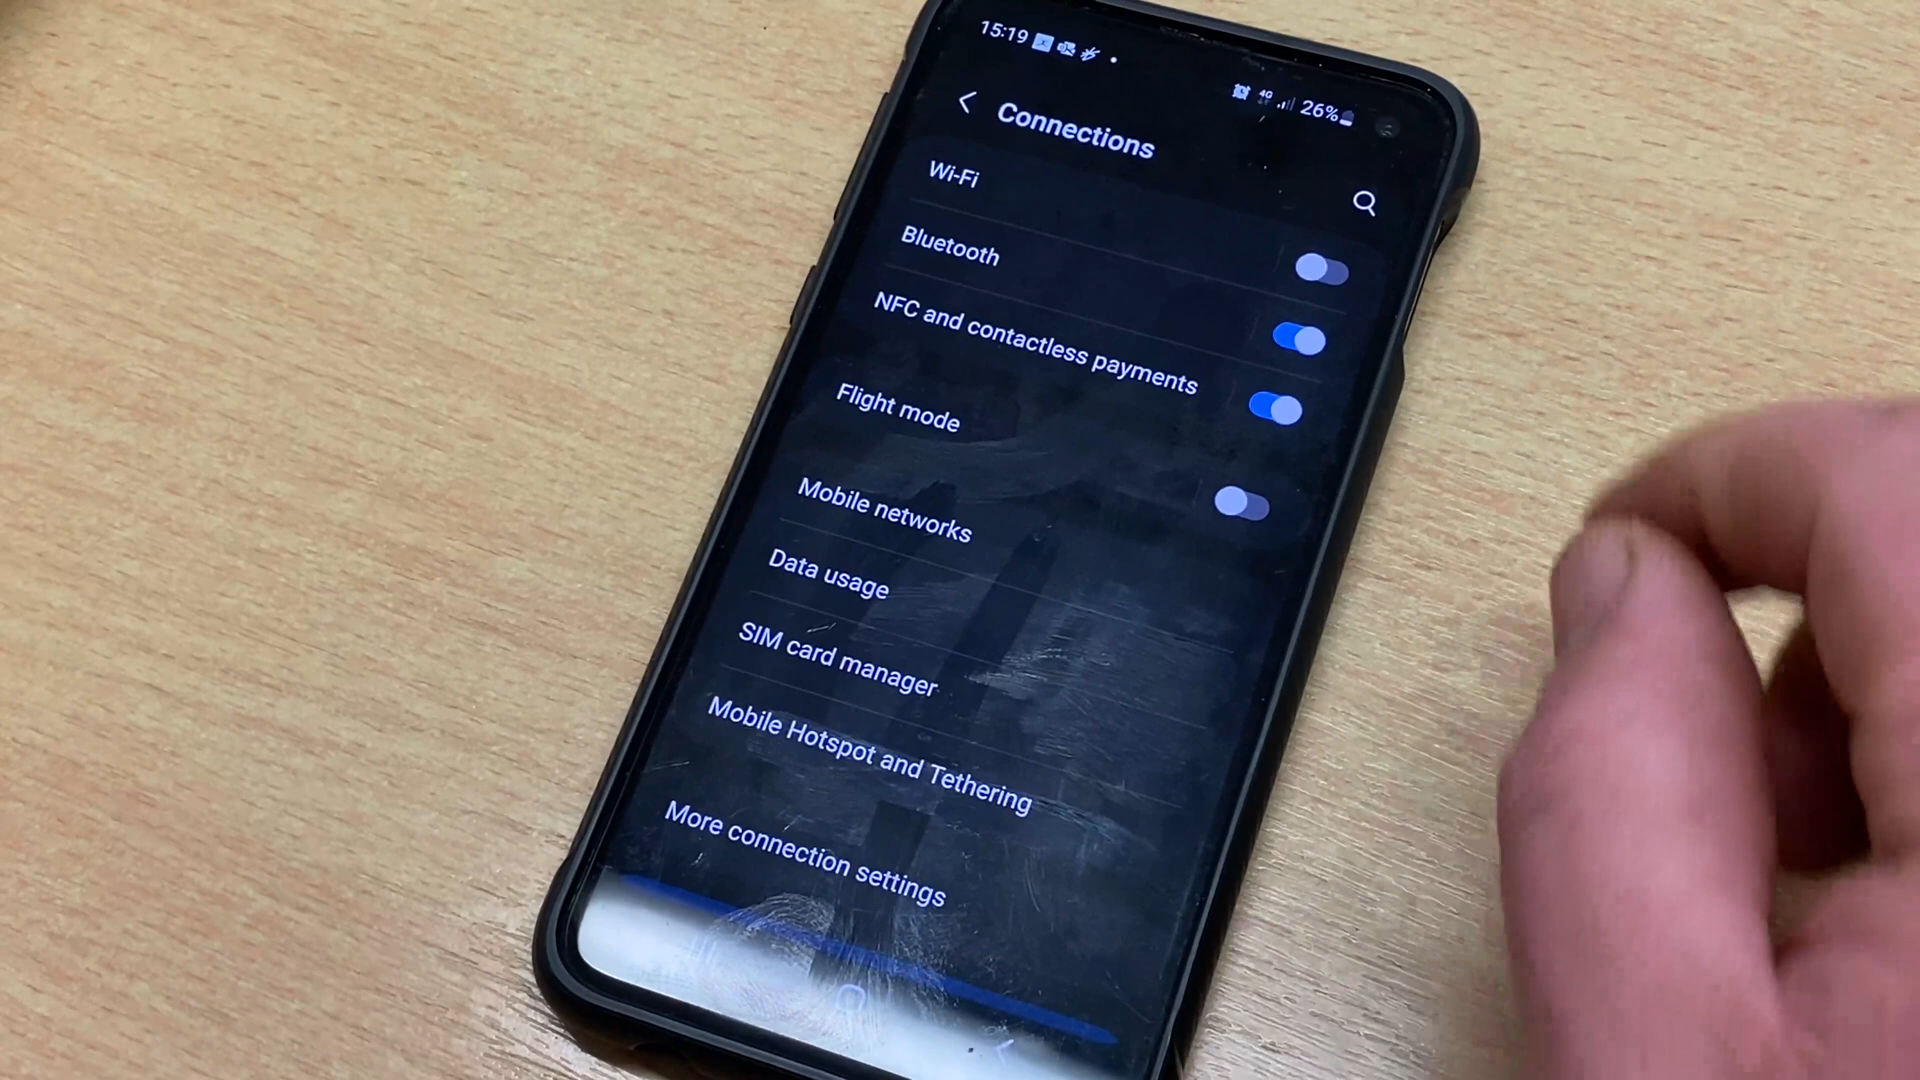 15:19
4G 26%
Connections
Wi-Fi
Bluetooth
NFC and contactless payments
Flight mode
Mobile networks
Data usage
SIM card manager
Mobile Hotspot and Tethering
More connection settings